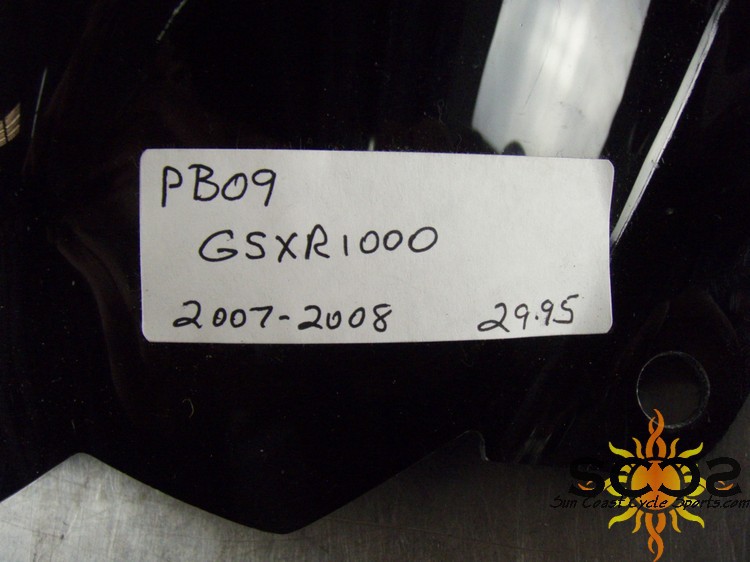 PB09
GSXR1000
2007-2008 29.95
SCCS
Sun Coast Cycle Sports.com